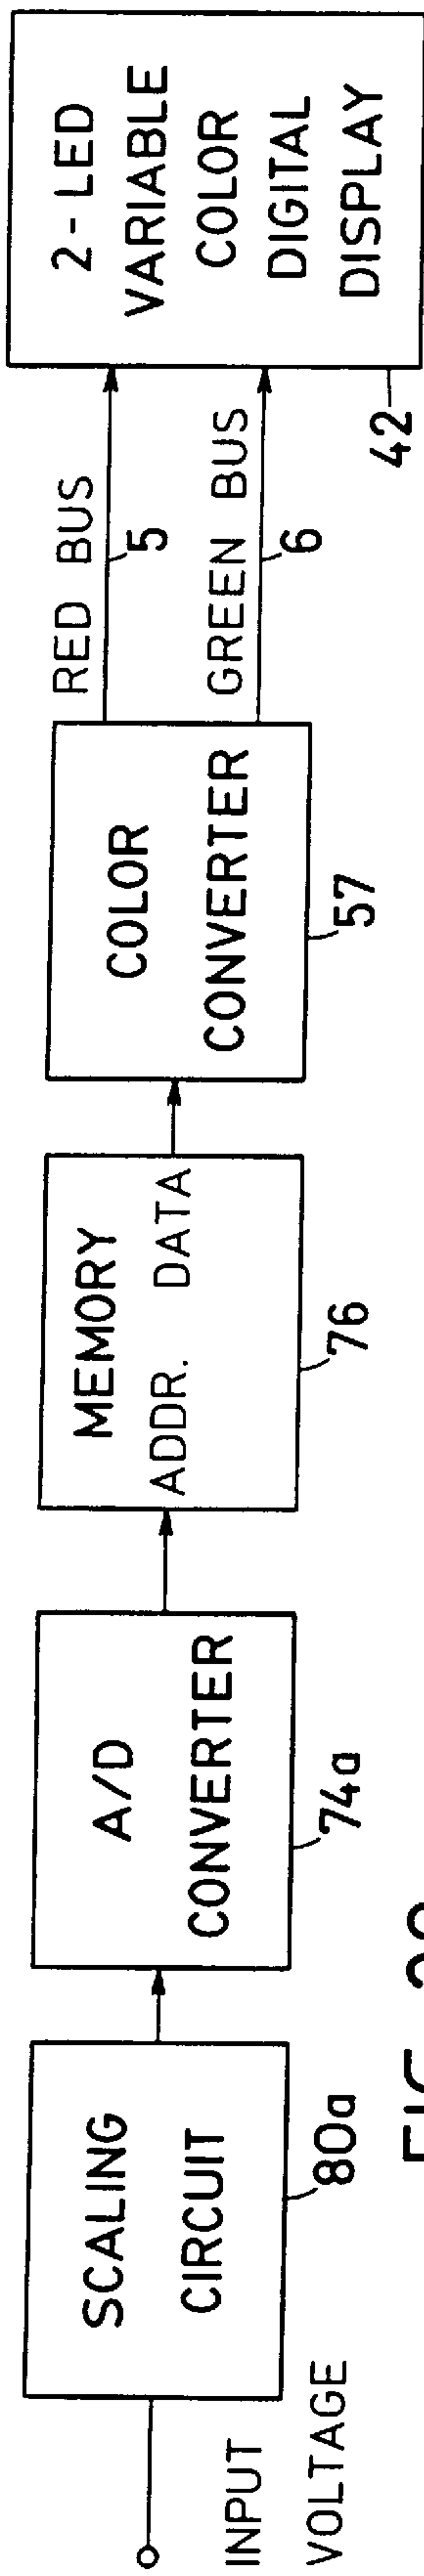 INPUT
VOLTAGE
SCALING
CIRCUIT
80a
A/D
CONVERTER
74a
MEMORY
ADDR. DATA
76
COLOR
CONVERTER
57
RED BUS
5
GREEN BUS
6
2-LED
VARIABLE
COLOR
DIGITAL
DISPLAY
42